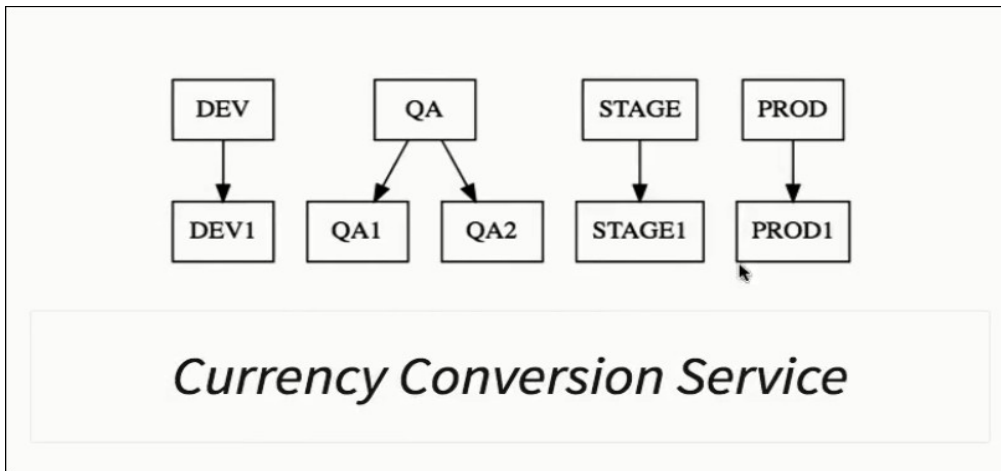 DEV QA STAGE PROD
DEV1 QA1 QA2 STAGE1 PROD1
Currency Conversion Service